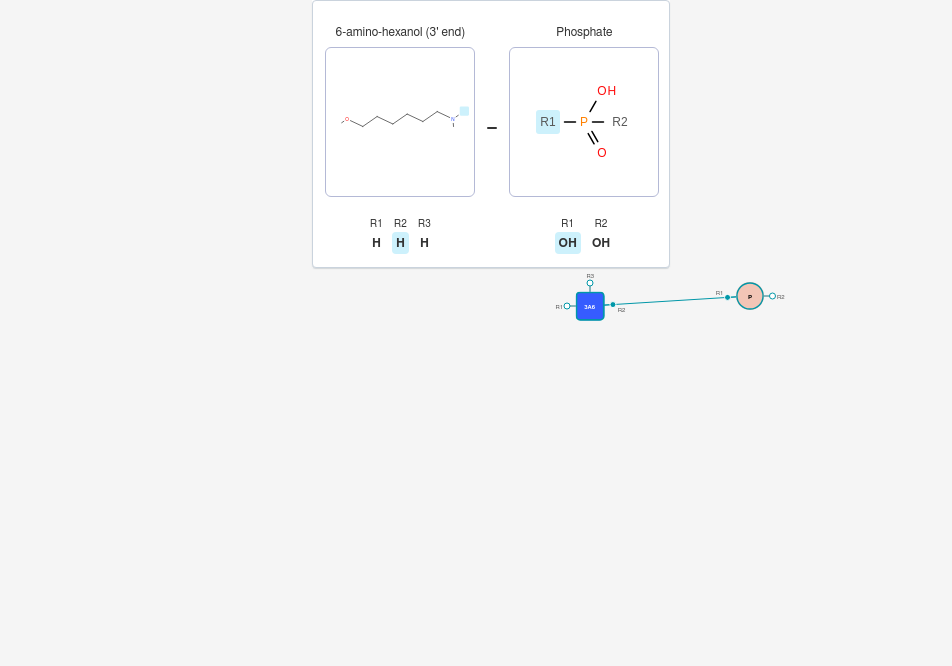 6-amino-hexanol (3' end) Phosphate
O N
OH
R1 P R2
O
R1 R2 R3 R1 R2
H H H OH OH
R3
R1 3A6 R2
R1 P R2